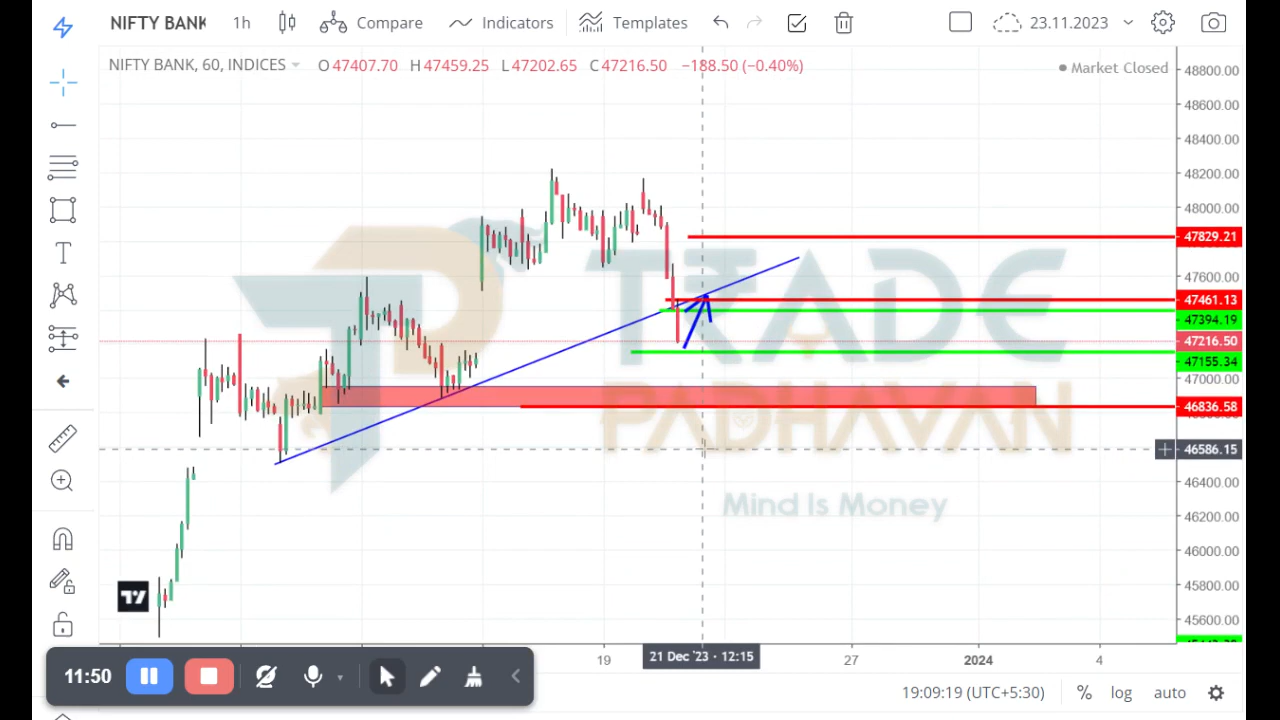 NIFTY BANK 1h Compare Indicators Templates 23.11.2023
NIFTY BANK, 60, INDICES O47407.70 H47459.25 L47202.65 C47216.50 −188.50 (−0.40%) Market Closed
48800.00
48600.00
48400.00
48200.00
48000.00
47829.21
47600.00
47461.13
47394.19
47216.50
47155.34
47000.00
46836.58
46586.15
46400.00
46200.00
46000.00
45800.00
45600.00
TRADE
PADHAVAN
Mind Is Money
T
19 21 Dec '23 · 12:15 27 2024 4
11:50
19:09:19 (UTC+5:30) % log auto